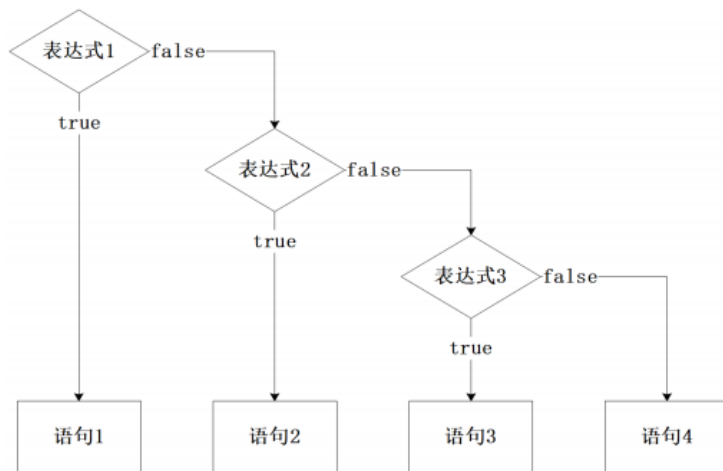 表达式1
false
true
表达式2
false
true
表达式3
false
true
语句1
语句2
语句3
语句4